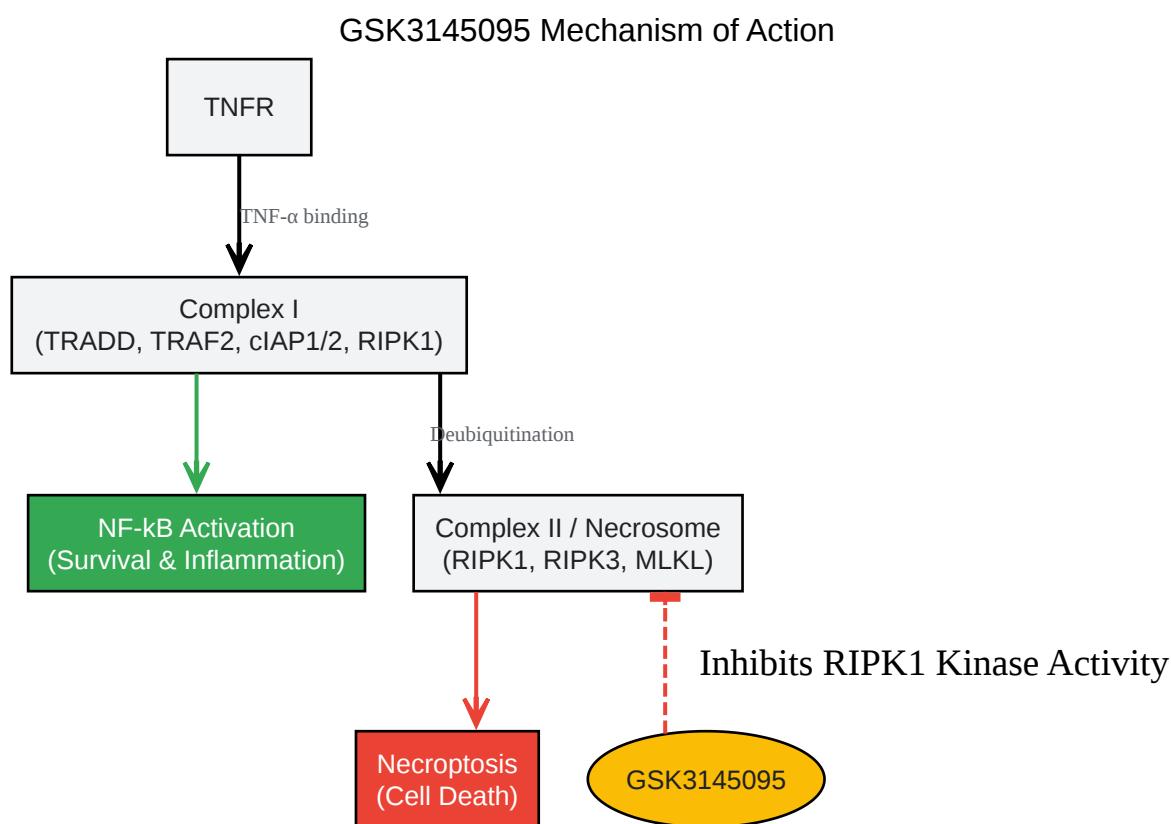 GSK3145095 Mechanism of Action
TNFR
TNF-α binding
Complex I
(TRADD, TRAF2, cIAP1/2, RIPK1)
Deubiquitination
NF-kB Activation
(Survival & Inflammation)
Complex II / Necrosome
(RIPK1, RIPK3, MLKL)
Inhibits RIPK1 Kinase Activity
Necroptosis
(Cell Death)
GSK3145095